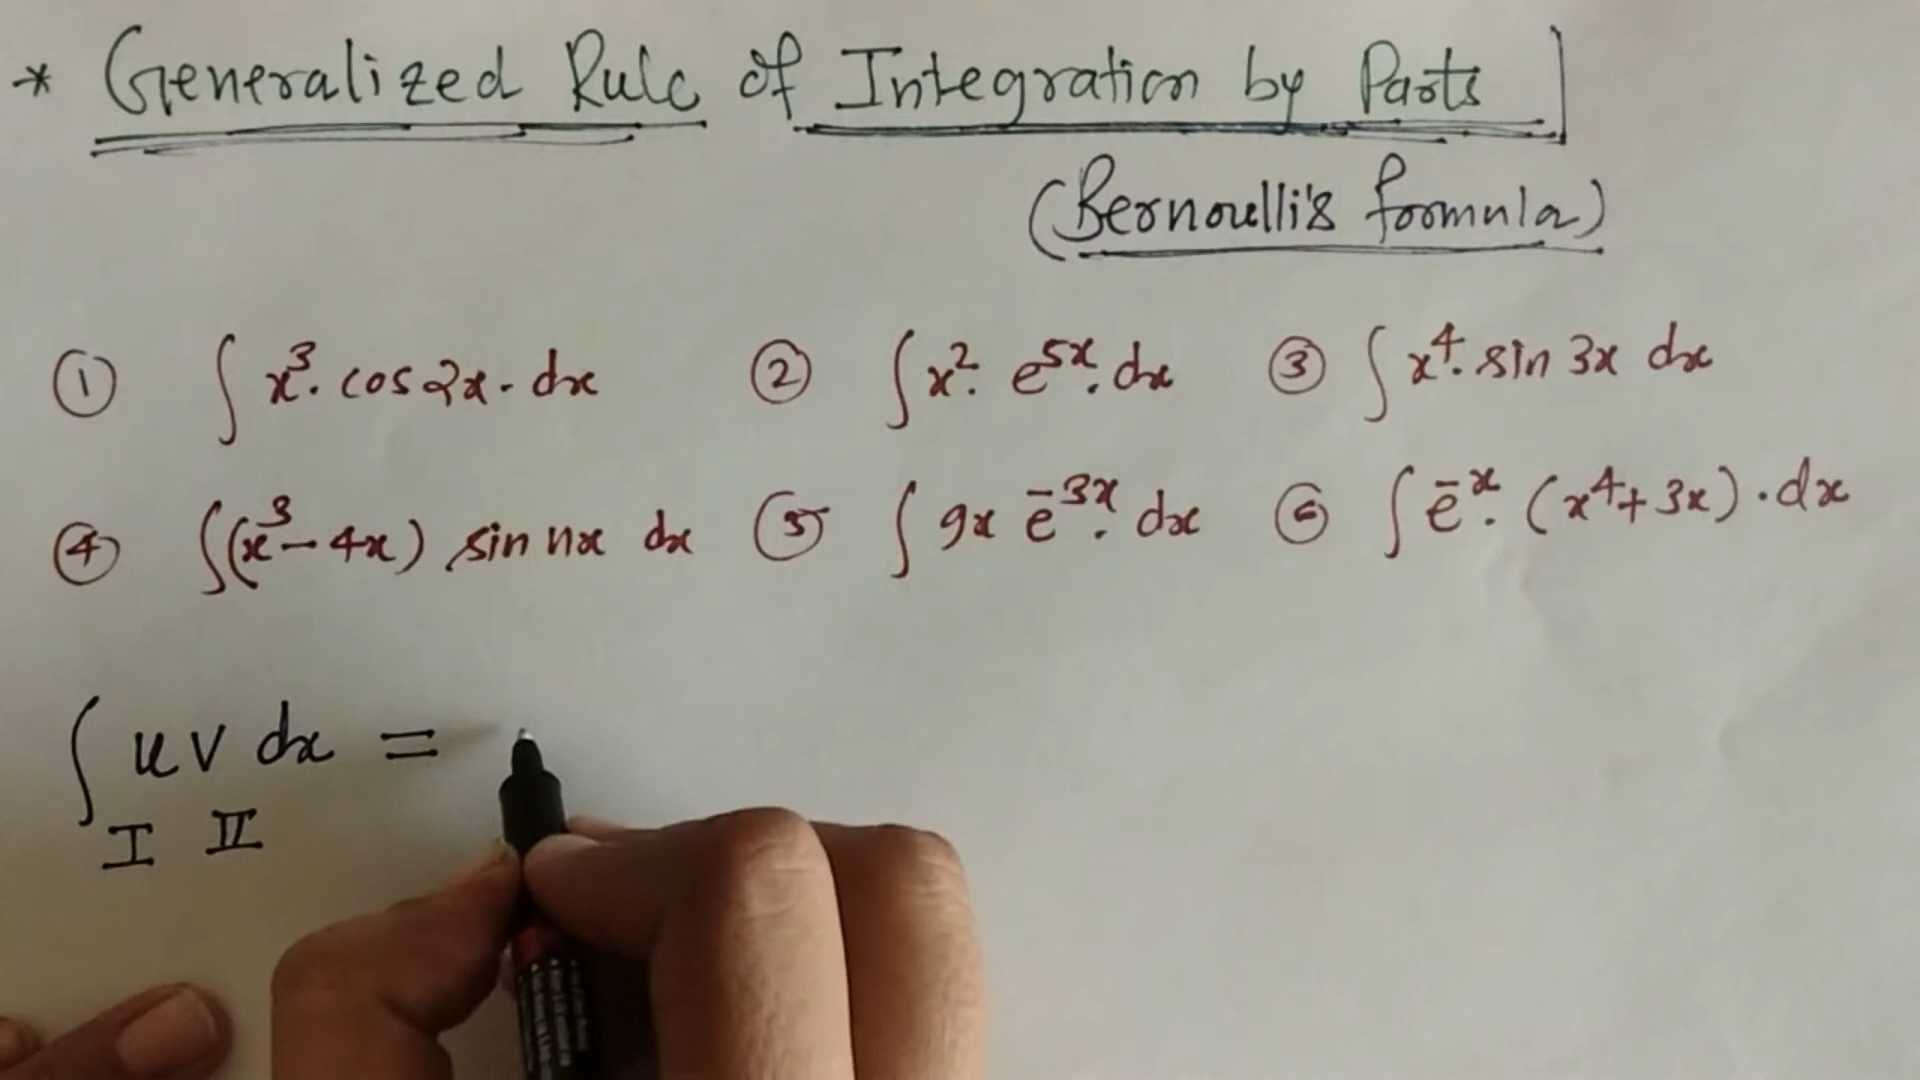 * Generalized Rule of Integration by Parts]
(Bernoulli's formula)
① ∫ x³. cos 2x. dx ② ∫ x². e⁵ˣ. dx ③ ∫ x⁴. sin 3x dx
④ ∫(x³ - 4x) sin nx dx ⑤ ∫ 9x e⁻³ˣ. dx ⑥ ∫ e⁻ˣ. (x⁴ + 3x). dx
∫ u v dx =
I II